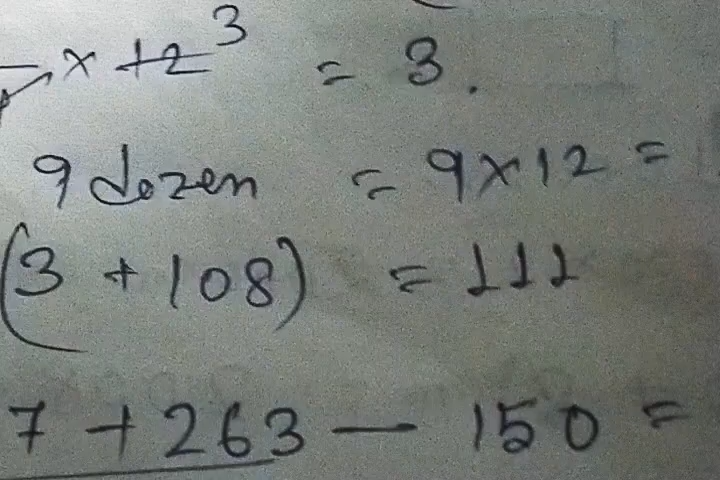 x 12 3 = 3.
9 dozen = 9x12 =
(3 + 108) = 111
7 + 263 - 150 =